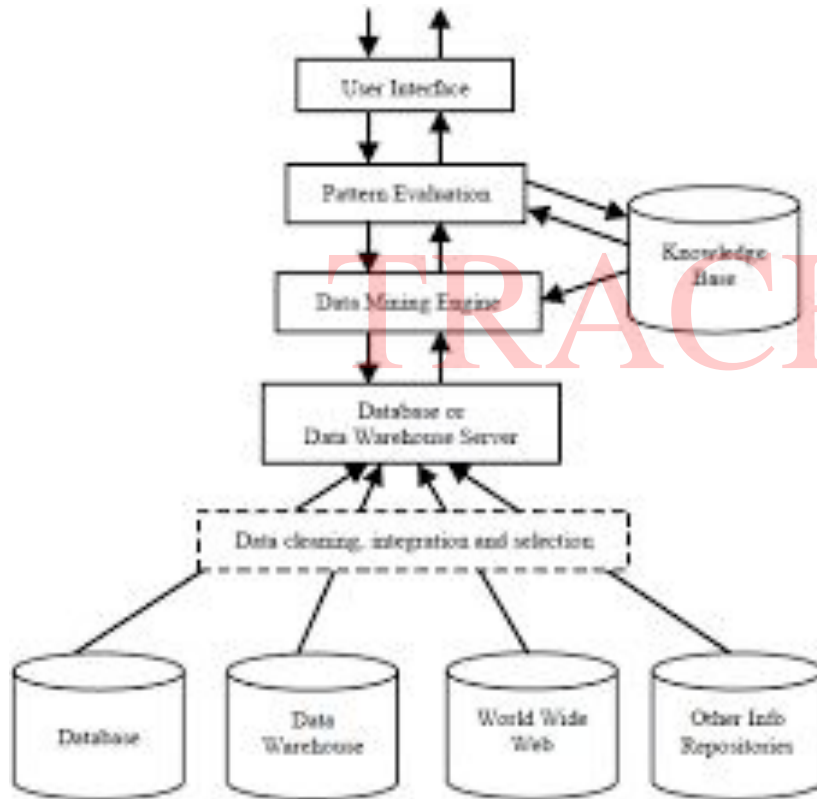 User Interface
Pattern Evaluation
Knowledge
Base
Data Mining Engine
TRACE
Database or
Data Warehouse Server
Data cleaning, integration and selection
Database
Data
Warehouse
World Wide
Web
Other Info
Repositories